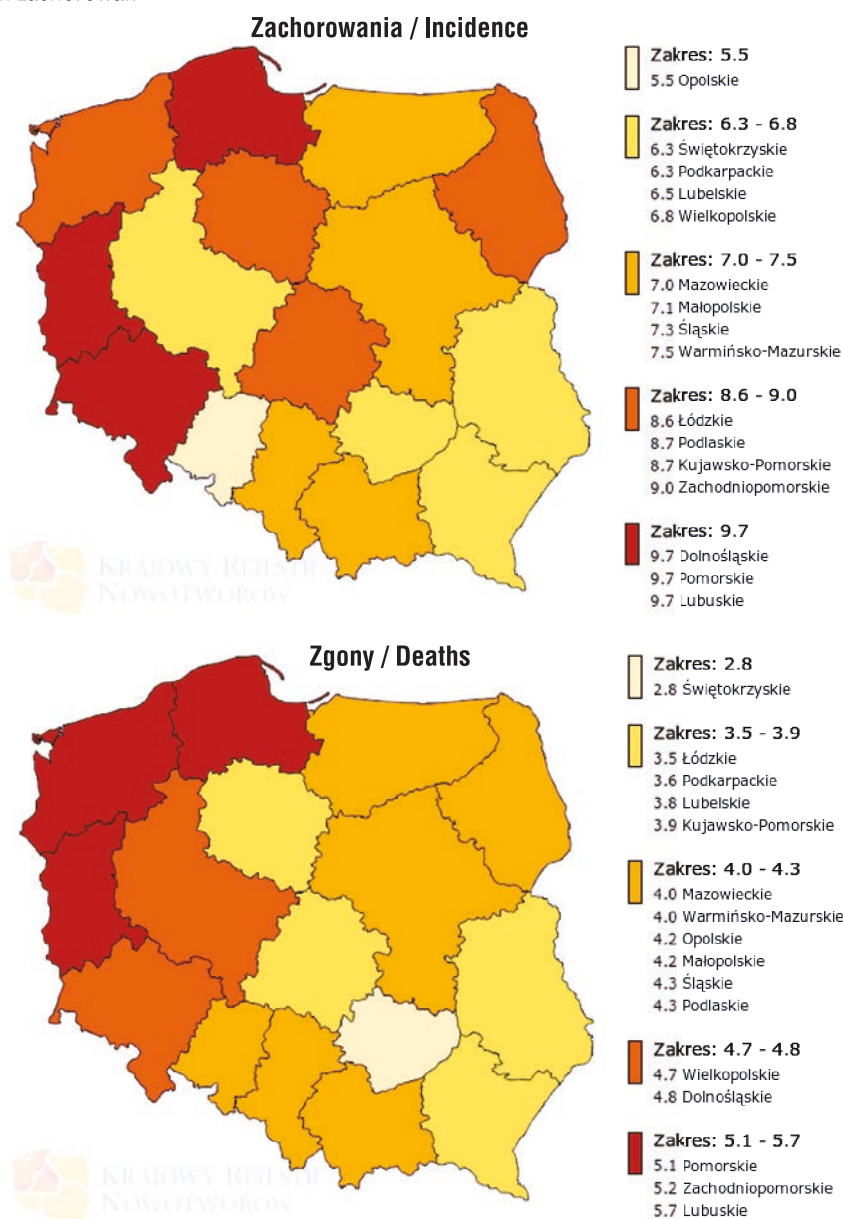 Zachorowania / Incidence
Zakres: 5.5
5.5 Opolskie
Zakres: 6.3 - 6.8
6.3 Świętokrzyskie
6.3 Podkarpackie
6.5 Lubelskie
6.8 Wielkopolskie
Zakres: 7.0 - 7.5
7.0 Mazowieckie
7.1 Małopolskie
7.3 Śląskie
7.5 Warmińsko-Mazurskie
Zakres: 8.6 - 9.0
8.6 Łódzkie
8.7 Podlaskie
8.7 Kujawsko-Pomorskie
9.0 Zachodniopomorskie
Zakres: 9.7
9.7 Dolnośląskie
9.7 Pomorskie
9.7 Lubuskie
KRAJOWY REJESTR
NOWOTWORÓW
Zgony / Deaths
Zakres: 2.8
2.8 Świętokrzyskie
Zakres: 3.5 - 3.9
3.5 Łódzkie
3.6 Podkarpackie
3.8 Lubelskie
3.9 Kujawsko-Pomorskie
Zakres: 4.0 - 4.3
4.0 Mazowieckie
4.0 Warmińsko-Mazurskie
4.2 Opolskie
4.2 Małopolskie
4.3 Śląskie
4.3 Podlaskie
Zakres: 4.7 - 4.8
4.7 Wielkopolskie
4.8 Dolnośląskie
Zakres: 5.1 - 5.7
5.1 Pomorskie
5.2 Zachodniopomorskie
5.7 Lubuskie
KRAJOWY REJESTR
NOWOTWORÓW